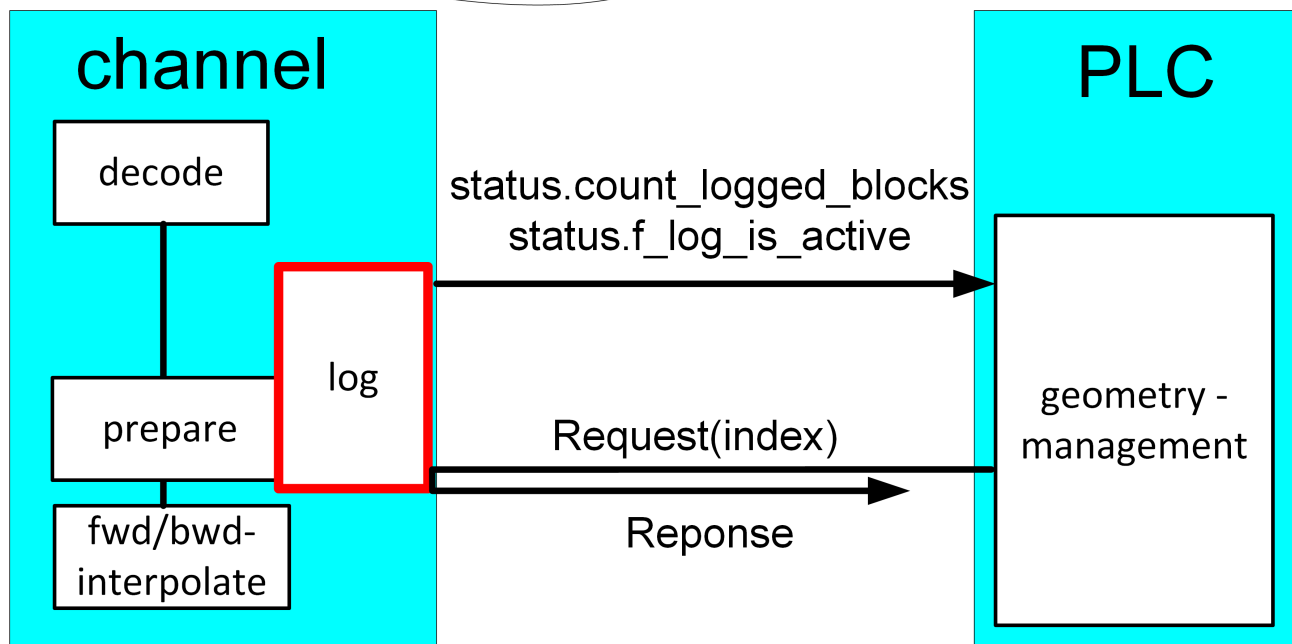 channel
PLC
decode
status.count_logged_blocks
status.f_log_is_active
log
prepare
Request(index)
geometry -
management
fwd/bwd-
interpolate
Reponse